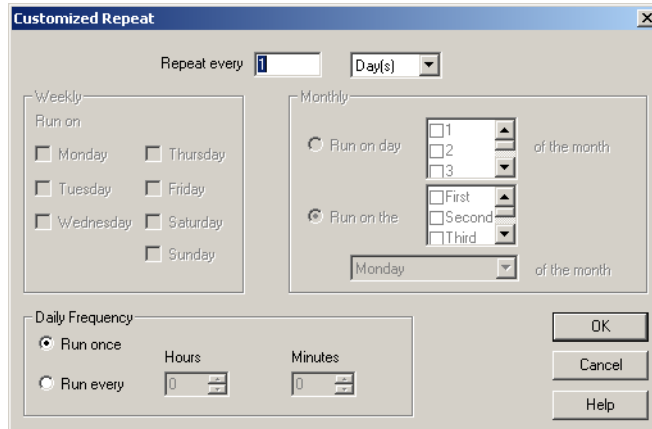 Customized Repeat
Repeat every 1 Day(s)
Weekly
Run on
Monday Thursday
Tuesday Friday
Wednesday Saturday
Sunday
Monthly
Run on day 1 2 3 of the month
Run on the First Second Third
Monday of the month
Daily Frequency
Run once
Hours Minutes
Run every 0 0
OK
Cancel
Help